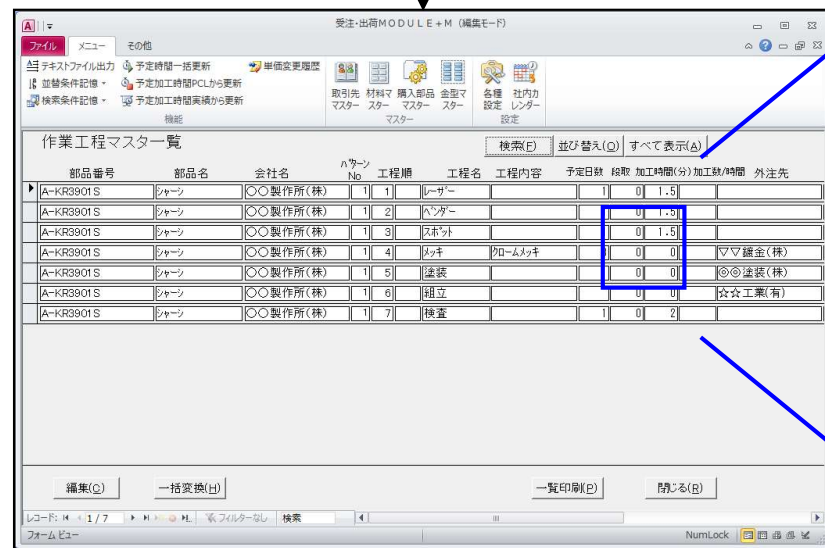 受注・出荷MODULE+M (編集モード)
ファイル メニュー その他
テキストファイル出力 予定時間一括更新 単価変更履歴
並替条件記憶 予定加工時間PCLから更新
検索条件記憶 予定加工時間実績から更新
取引先マスター 材料マスター 購入部品マスター 金型マスター 各種設定 社内カレンダー
機能 マスター 設定
作業工程マスタ一覧 検索(F) 並び替え(O) すべて表示(A)
部品番号 部品名 会社名 パターンNo 工程順 工程名 工程内容 予定日数 段取 加工時間(分) 加工数/時間 外注先
A-KR3901S シャーシ 〇〇製作所(株) 1 1 レーザー 1 0 1.5
A-KR3901S シャーシ 〇〇製作所(株) 1 2 ベンダー 0 1.5
A-KR3901S シャーシ 〇〇製作所(株) 1 3 スポット 0 1.5
A-KR3901S シャーシ 〇〇製作所(株) 1 4 メッキ クロームメッキ 0 0 ▽▽鍍金(株)
A-KR3901S シャーシ 〇〇製作所(株) 1 5 塗装 0 0 ◎◎塗装(株)
A-KR3901S シャーシ 〇〇製作所(株) 1 6 組立 0 0 ☆☆工業(有)
A-KR3901S シャーシ 〇〇製作所(株) 1 7 検査 1 0 2
編集(C) 一括変換(H) 一覧印刷(P) 閉じる(R)
レコード: 1 / 7 フィルターなし 検索
フォーム ビュー NumLock